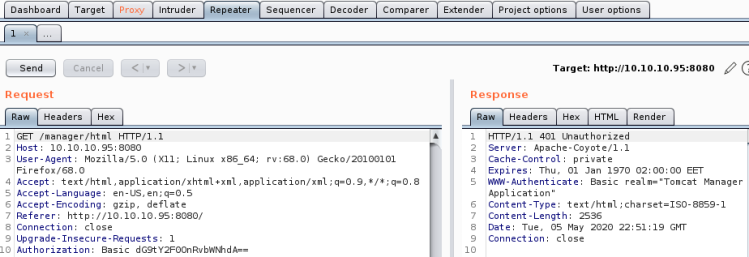 Dashboard Target Proxy Intruder Repeater Sequencer Decoder Comparer Extender Project options User options
1 × ...
Send Cancel < >
Target: http://10.10.10.95:8080
Request
Raw Headers Hex
1 GET /manager/html HTTP/1.1
2 Host: 10.10.10.95:8080
3 User-Agent: Mozilla/5.0 (X11; Linux x86_64; rv:68.0) Gecko/20100101
Firefox/68.0
4 Accept: text/html,application/xhtml+xml,application/xml;q=0.9,*/*;q=0.8
5 Accept-Language: en-US,en;q=0.5
6 Accept-Encoding: gzip, deflate
7 Referer: http://10.10.10.95:8080/
8 Connection: close
9 Upgrade-Insecure-Requests: 1
10 Authorization: Basic
Response
Raw Headers Hex HTML Render
1 HTTP/1.1 401 Unauthorized
2 Server: Apache-Coyote/1.1
3 Cache-Control: private
4 Expires: Thu, 01 Jan 1970 02:00:00 EET
5 WWW-Authenticate: Basic realm="Tomcat Manager
Application"
6 Content-Type: text/html;charset=ISO-8859-1
7 Content-Length: 2536
8 Date: Tue, 05 May 2020 22:51:19 GMT
9 Connection: close
10